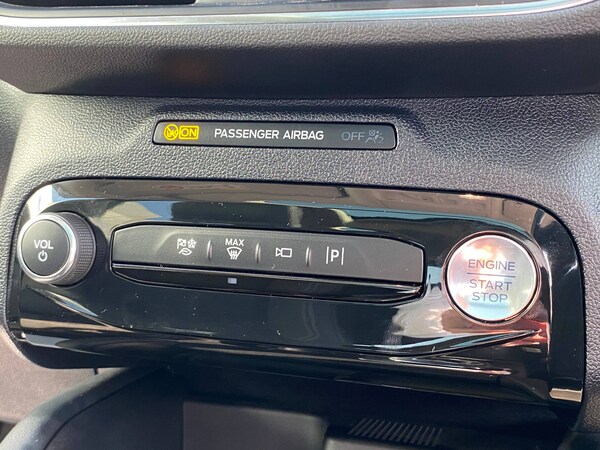 ON PASSENGER AIRBAG OFF
VOL
MAX
P
ENGINE
START
STOP